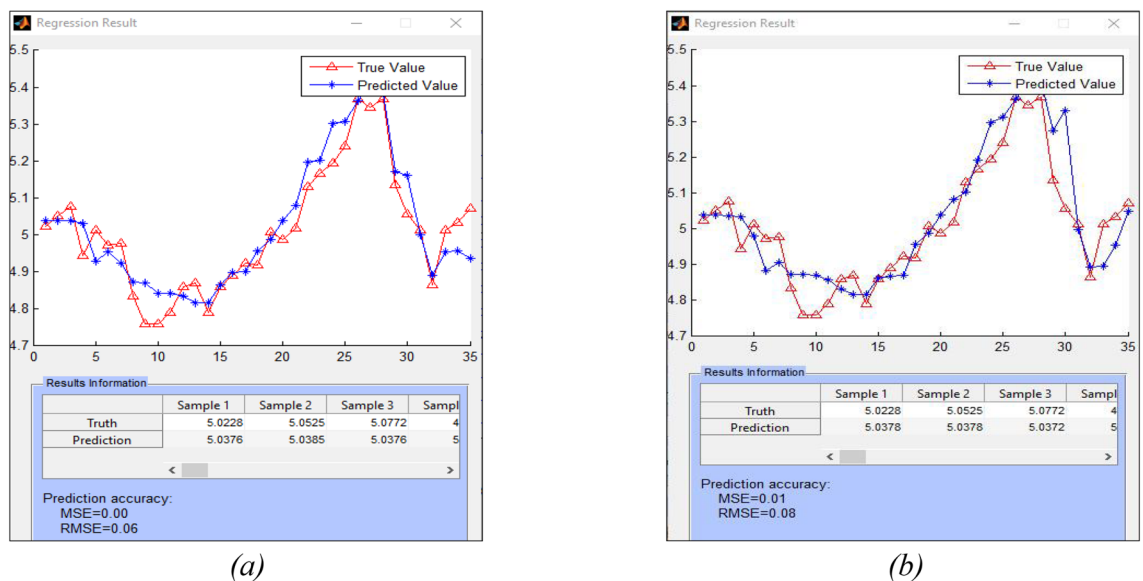 Regression Result
5.5
5.4
5.3
5.2
5.1
5
4.9
4.8
4.7
0 5 10 15 20 25 30 35
True Value
Predicted Value
Results Information
Sample 1 Sample 2 Sample 3 Sampl
Truth 5.0228 5.0525 5.0772 4
Prediction 5.0376 5.0385 5.0376 5
Prediction accuracy:
MSE=0.00
RMSE=0.06
(a)
Regression Result
5.5
5.4
5.3
5.2
5.1
5
4.9
4.8
4.7
0 5 10 15 20 25 30 35
True Value
Predicted Value
Results Information
Sample 1 Sample 2 Sample 3 Sampl
Truth 5.0228 5.0525 5.0772 4
Prediction 5.0378 5.0378 5.0372 5
Prediction accuracy:
MSE=0.01
RMSE=0.08
(b)